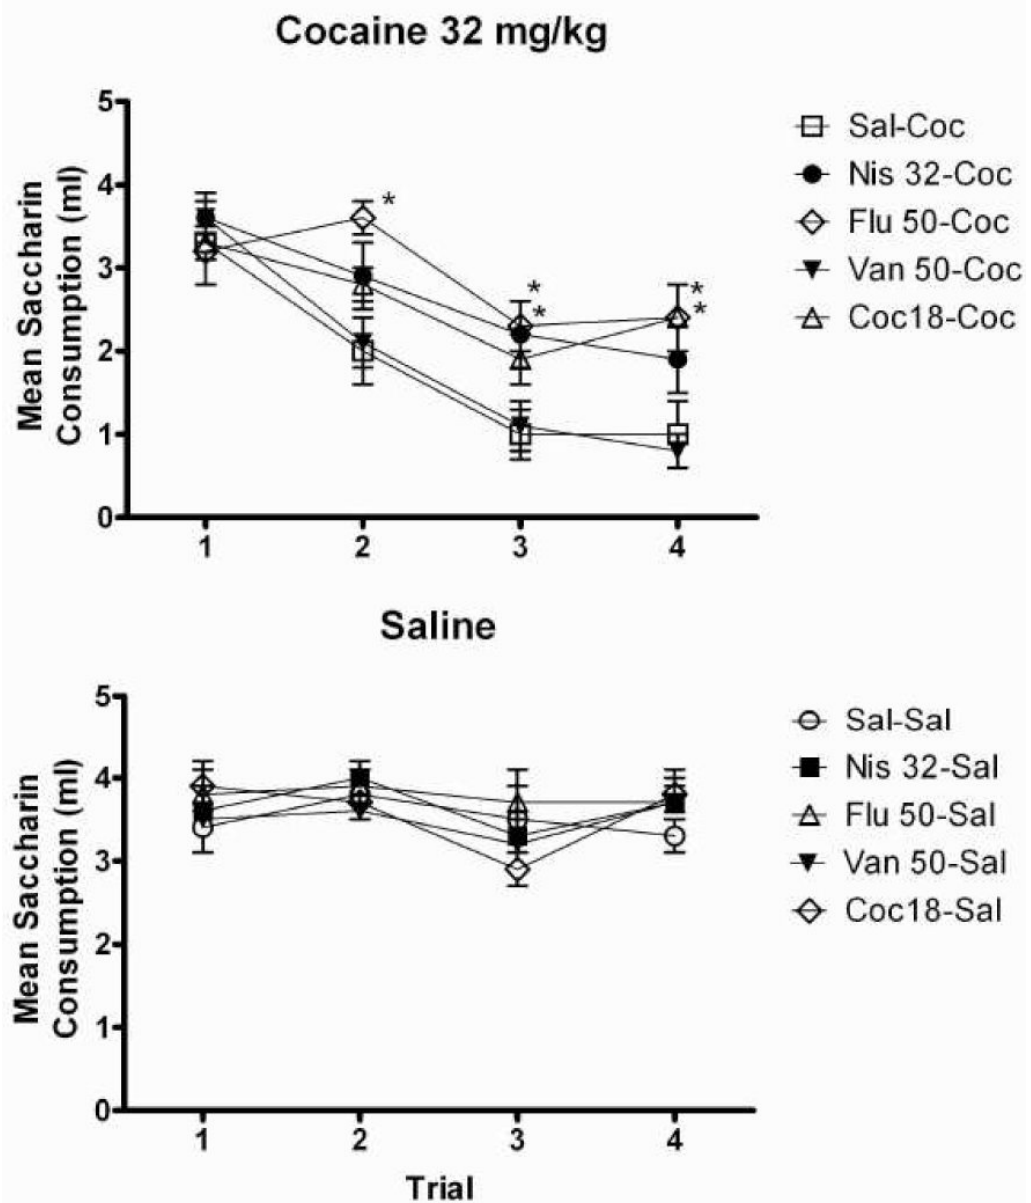 Cocaine 32 mg/kg
5
4
3
2
1
0
Mean Saccharin
Consumption (ml)
*
*
*
*
*
1 2 3 4
Sal-Coc
Nis 32-Coc
Flu 50-Coc
Van 50-Coc
Coc18-Coc
Saline
5
4
3
2
1
0
Mean Saccharin
Consumption (ml)
1 2 3 4
Trial
Sal-Sal
Nis 32-Sal
Flu 50-Sal
Van 50-Sal
Coc18-Sal